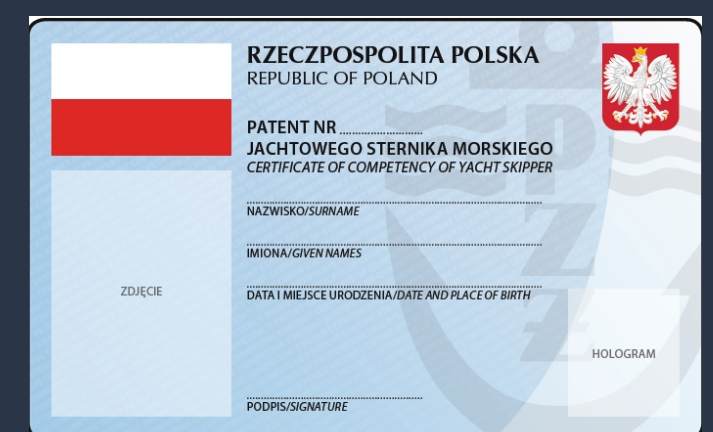 RZECZPOSPOLITA POLSKA
REPUBLIC OF POLAND
PATENT NR ..........................
JACHTOWEGO STERNIKA MORSKIEGO
CERTIFICATE OF COMPETENCY OF YACHT SKIPPER
NAZWISKO/SURNAME
IMIONA/GIVEN NAMES
ZDJĘCIE
DATA I MIEJSCE URODZENIA/DATE AND PLACE OF BIRTH
HOLOGRAM
PODPIS/SIGNATURE
P
Z
Ż